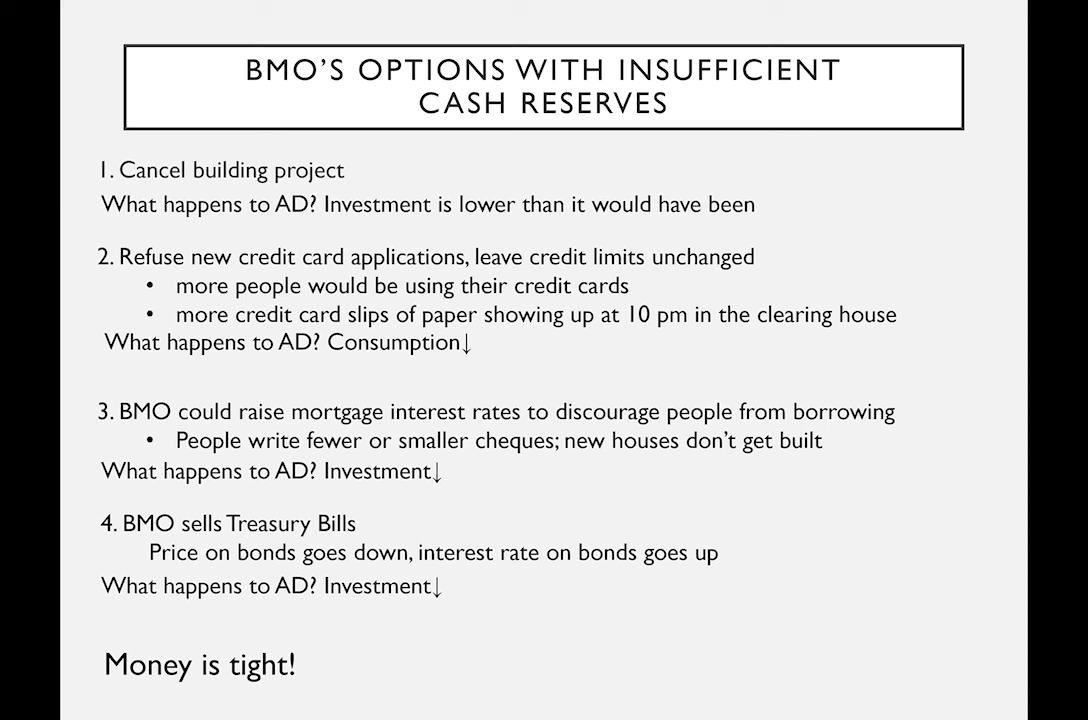 BMO'S OPTIONS WITH INSUFFICIENT
CASH RESERVES
1. Cancel building project
What happens to AD? Investment is lower than it would have been
2. Refuse new credit card applications, leave credit limits unchanged
• more people would be using their credit cards
• more credit card slips of paper showing up at 10 pm in the clearing house
What happens to AD? Consumption↓
3. BMO could raise mortgage interest rates to discourage people from borrowing
• People write fewer or smaller cheques; new houses don't get built
What happens to AD? Investment↓
4. BMO sells Treasury Bills
Price on bonds goes down, interest rate on bonds goes up
What happens to AD? Investment↓
Money is tight!